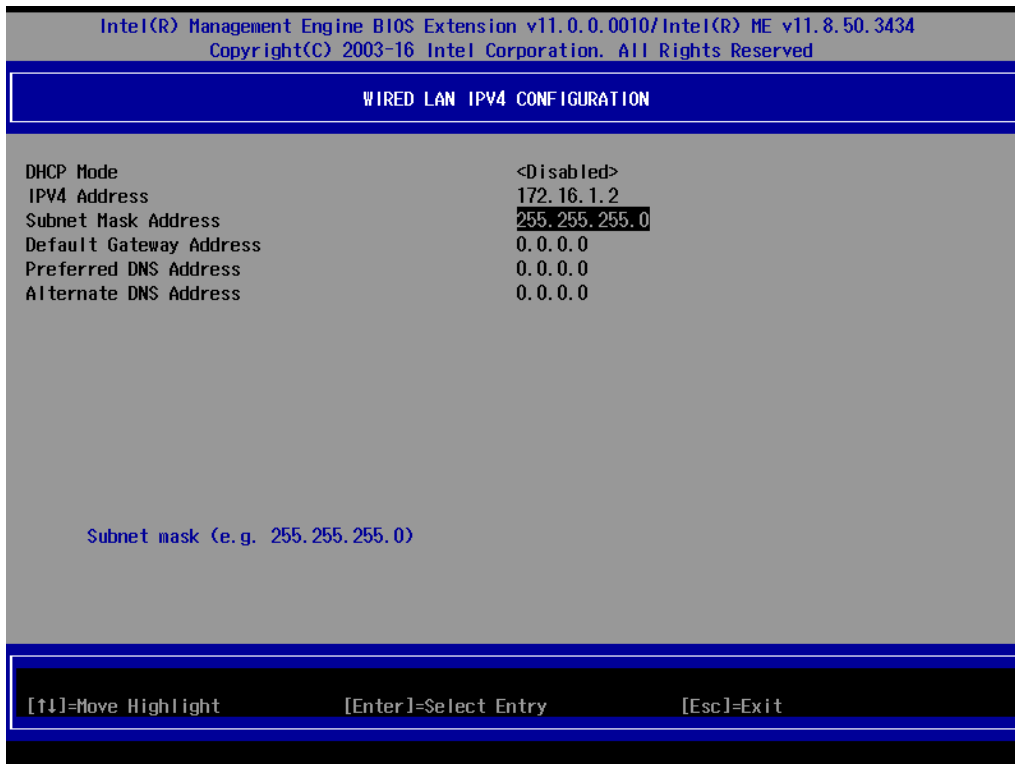 Intel(R) Management Engine BIOS Extension v11.0.0.0010/Intel(R) ME v11.8.50.3434
Copyright(C) 2003-16 Intel Corporation. All Rights Reserved
WIRED LAN IPV4 CONFIGURATION
DHCP Mode <Disabled>
IPV4 Address 172.16.1.2
Subnet Mask Address 255.255.255.0
Default Gateway Address 0.0.0.0
Preferred DNS Address 0.0.0.0
Alternate DNS Address 0.0.0.0
Subnet mask (e.g. 255.255.255.0)
[↑↓]=Move Highlight [Enter]=Select Entry [Esc]=Exit